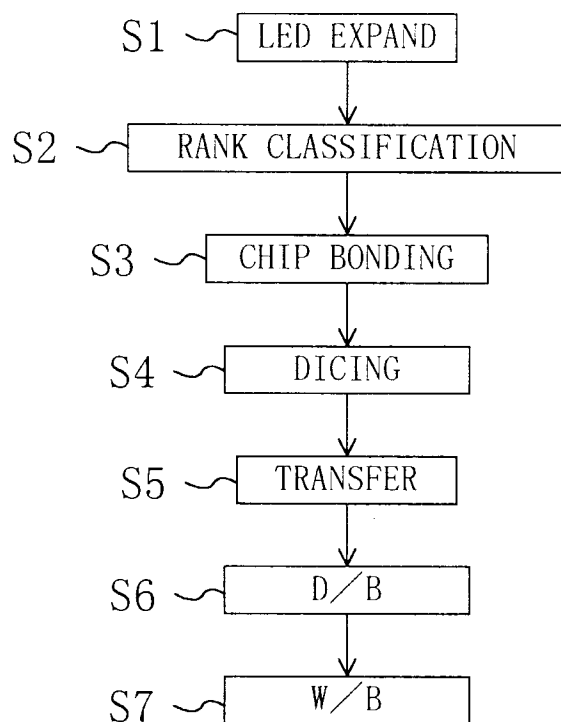 S1 LED EXPAND
S2 RANK CLASSIFICATION
S3 CHIP BONDING
S4 DICING
S5 TRANSFER
S6 D/B
S7 W/B